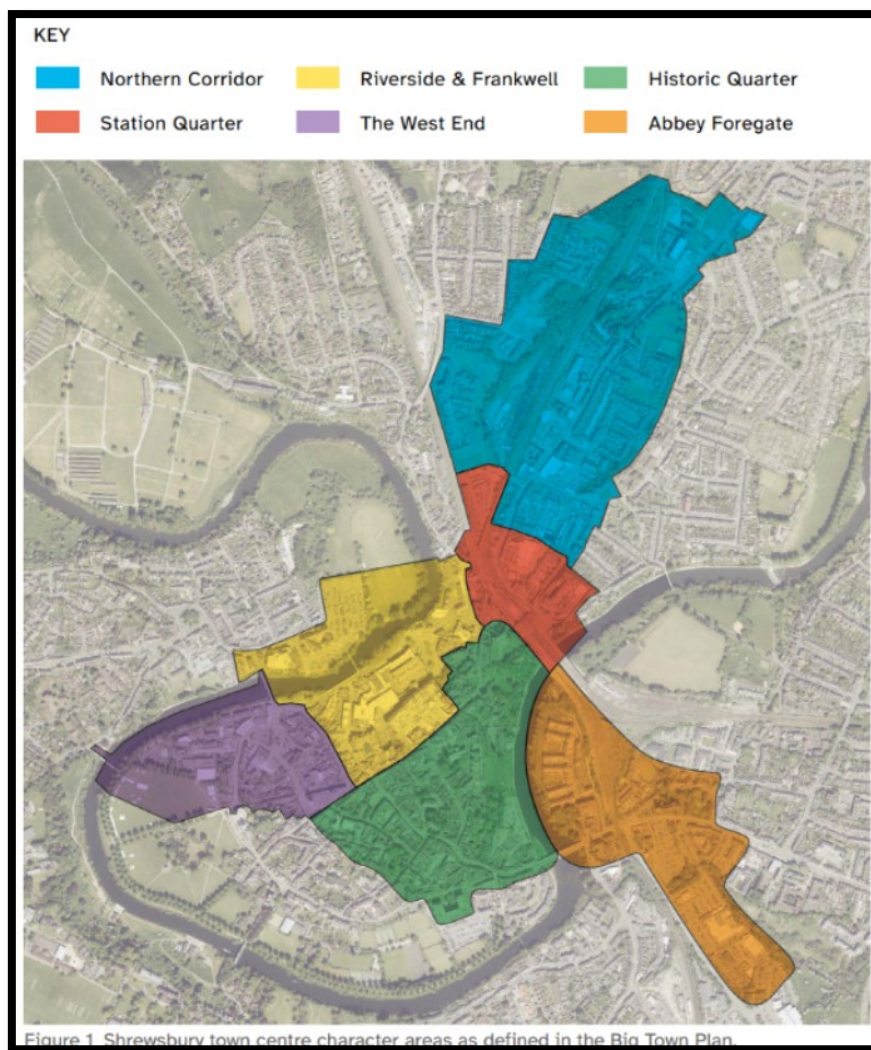 KEY
Northern Corridor Riverside & Frankwell Historic Quarter
Station Quarter The West End Abbey Foregate
Figure 1 Shrewsbury town centre character areas as defined in the Big Town Plan.